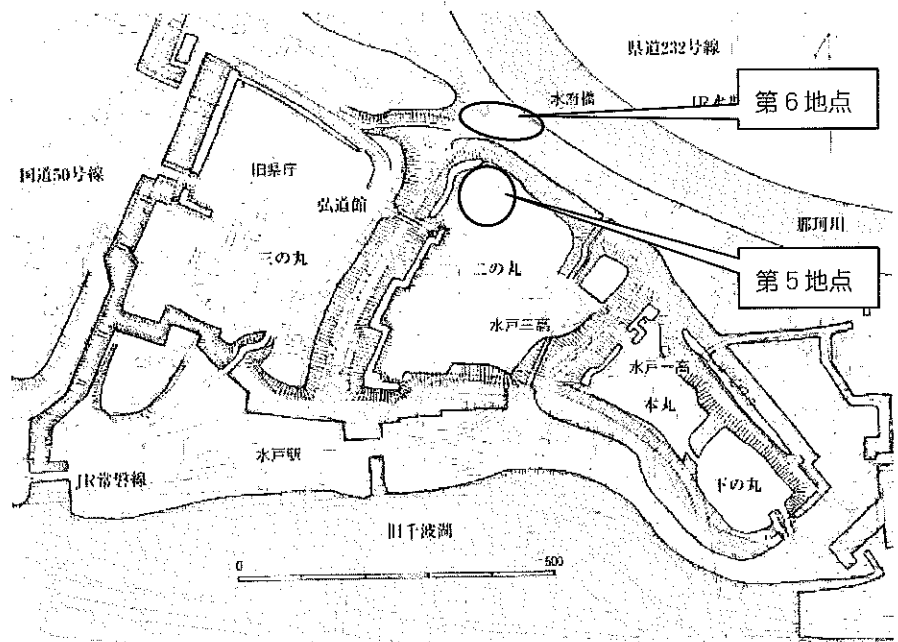 県道232号線
水府橋
第6地点
国道50号線
旧県庁
弘道館
那珂川
三の丸
二の丸
第5地点
水戸三高
水戸一高
本丸
水戸駅
JR常磐線
下の丸
旧千波湖
0
500